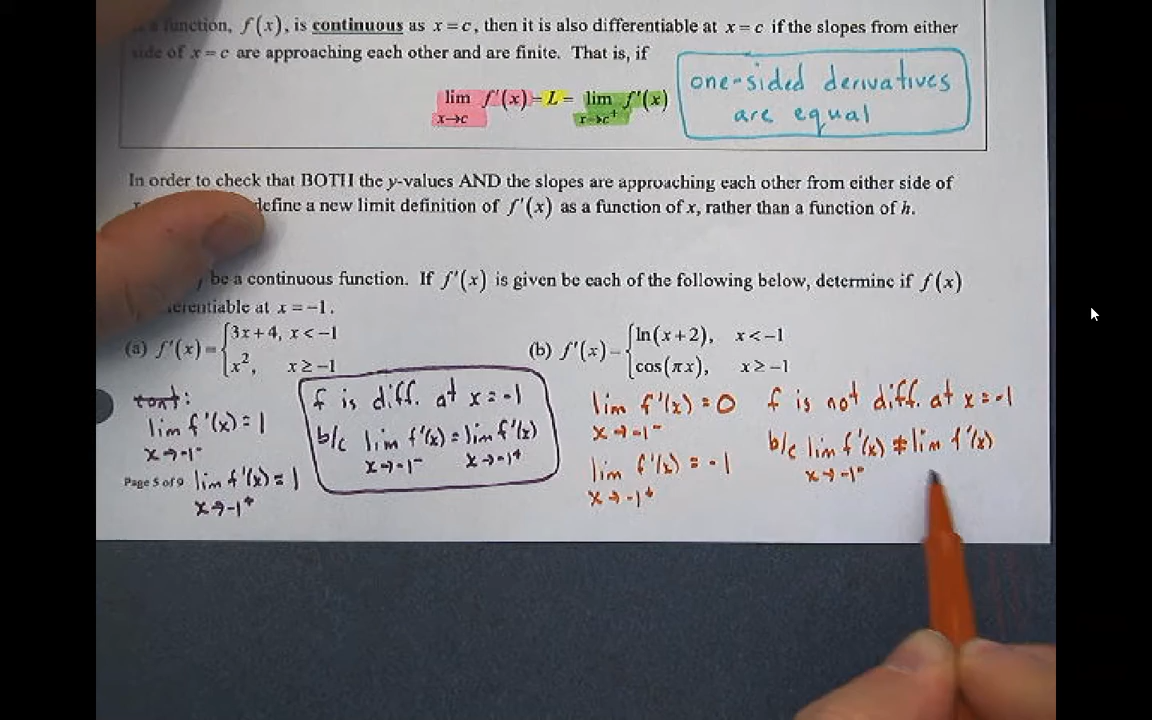 function, f(x), is continuous as x = c, then it is also differentiable at x = c if the slopes from either
side of x = c are approaching each other and are finite. That is, if
lim f'(x) = L = lim f'(x)
x→c x→c⁺
one-sided derivatives
are equal
In order to check that BOTH the y-values AND the slopes are approaching each other from either side of
define a new limit definition of f'(x) as a function of x, rather than a function of h.
be a continuous function. If f'(x) is given be each of the following below, determine if f(x)
at x = −1.
(a) f'(x) = { 3x + 4, x < −1
x², x ≥ −1
(b) f'(x) = { ln(x + 2), x < −1
cos(πx), x ≥ −1
cont:
lim f'(x) = 1
x→-1⁻
Page 5 of 9
lim f'(x) = 1
x→-1⁺
f is diff. at x = -1
b/c lim f'(x) = lim f'(x)
x→-1⁻ x→-1⁺
lim f'(x) = 0
x→-1⁻
lim f'(x) = -1
x→-1⁺
f is not diff. at x = -1
b/c lim f'(x) ≠ lim f'(x)
x→-1⁻